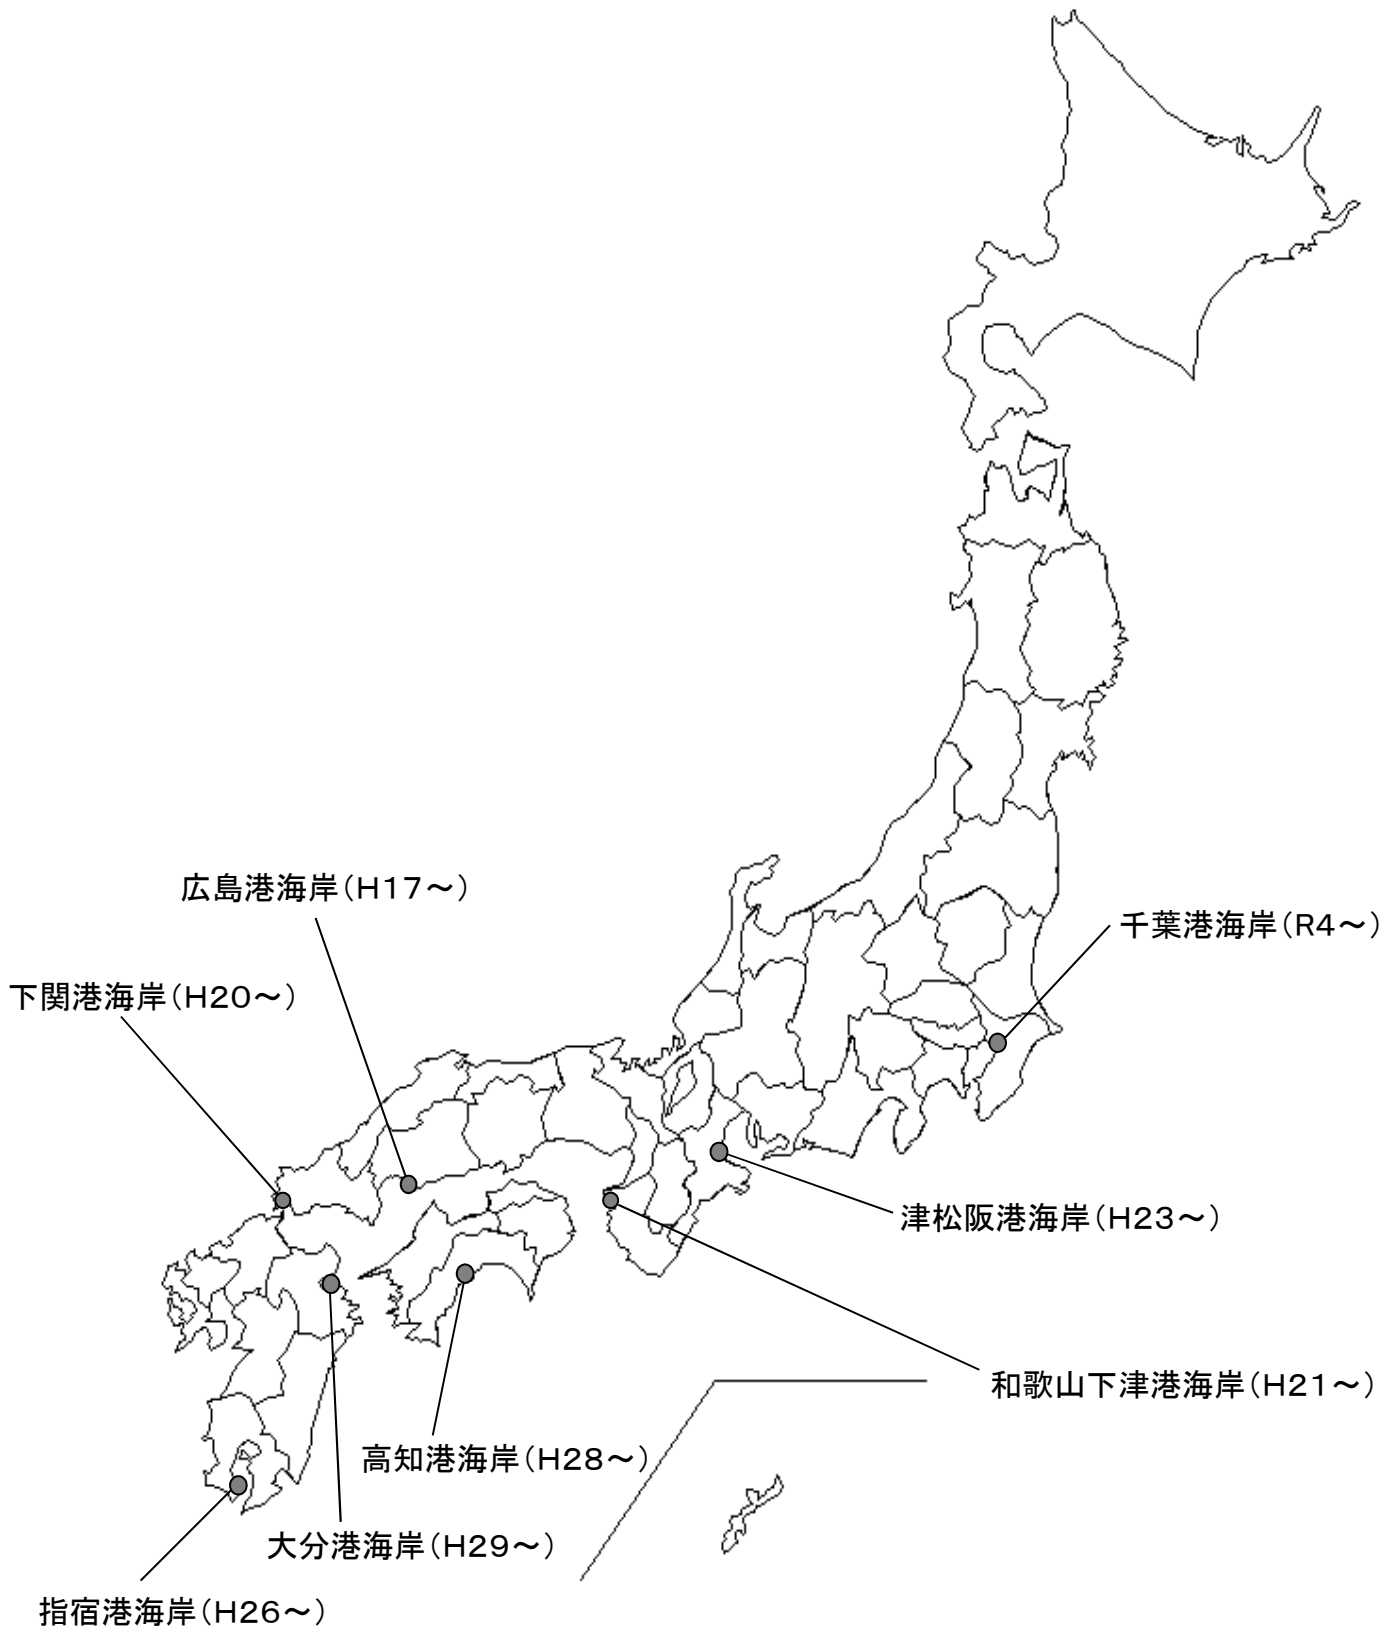 広島港海岸（H17～）
千葉港海岸（R4～）
下関港海岸（H20～）
津松阪港海岸（H23～）
和歌山下津港海岸（H21～）
高知港海岸（H28～）
大分港海岸（H29～）
指宿港海岸（H26～）